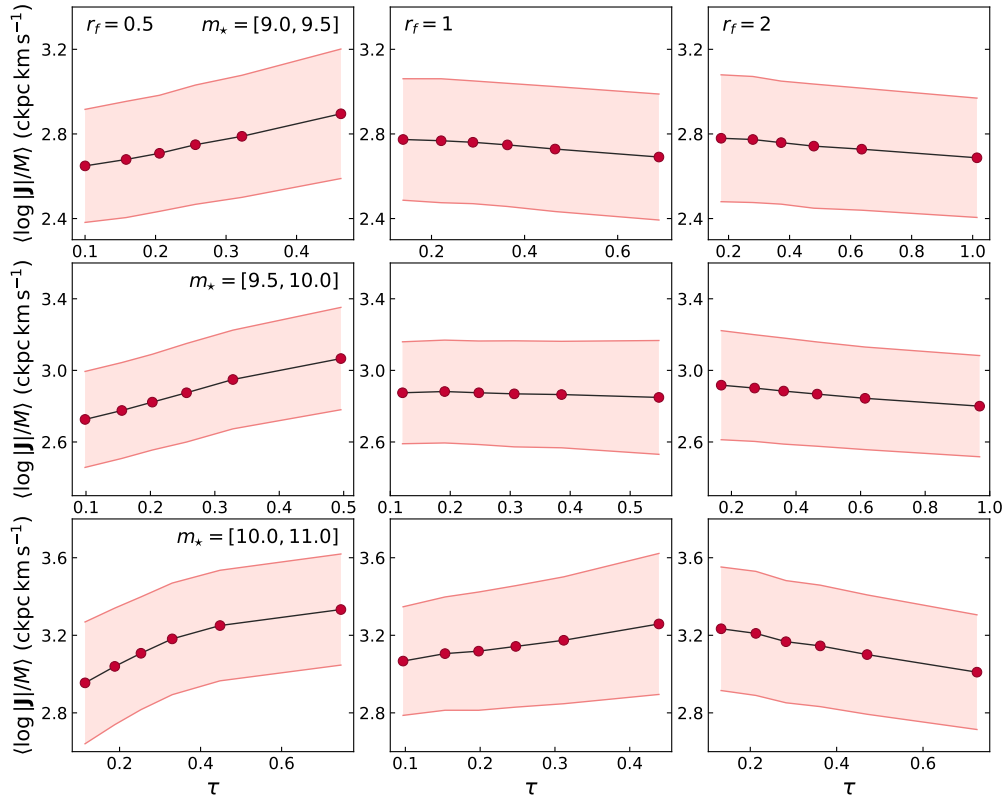 r_f = 0.5 m⋆ = [9.0, 9.5] r_f = 1 r_f = 2
⟨log |J|/M⟩ (ckpc km s⁻¹)
3.2
2.8
2.4
0.1 0.2 0.3 0.4 0.2 0.4 0.6 0.2 0.4 0.6 0.8 1.0
m⋆ = [9.5, 10.0]
⟨log |J|/M⟩ (ckpc km s⁻¹)
3.4
3.0
2.6
0.1 0.2 0.3 0.4 0.5 0.1 0.2 0.3 0.4 0.5 0.2 0.4 0.6 0.8 1.0
m⋆ = [10.0, 11.0]
⟨log |J|/M⟩ (ckpc km s⁻¹)
3.6
3.2
2.8
0.2 0.4 0.6 0.1 0.2 0.3 0.4 0.2 0.4 0.6
τ τ τ